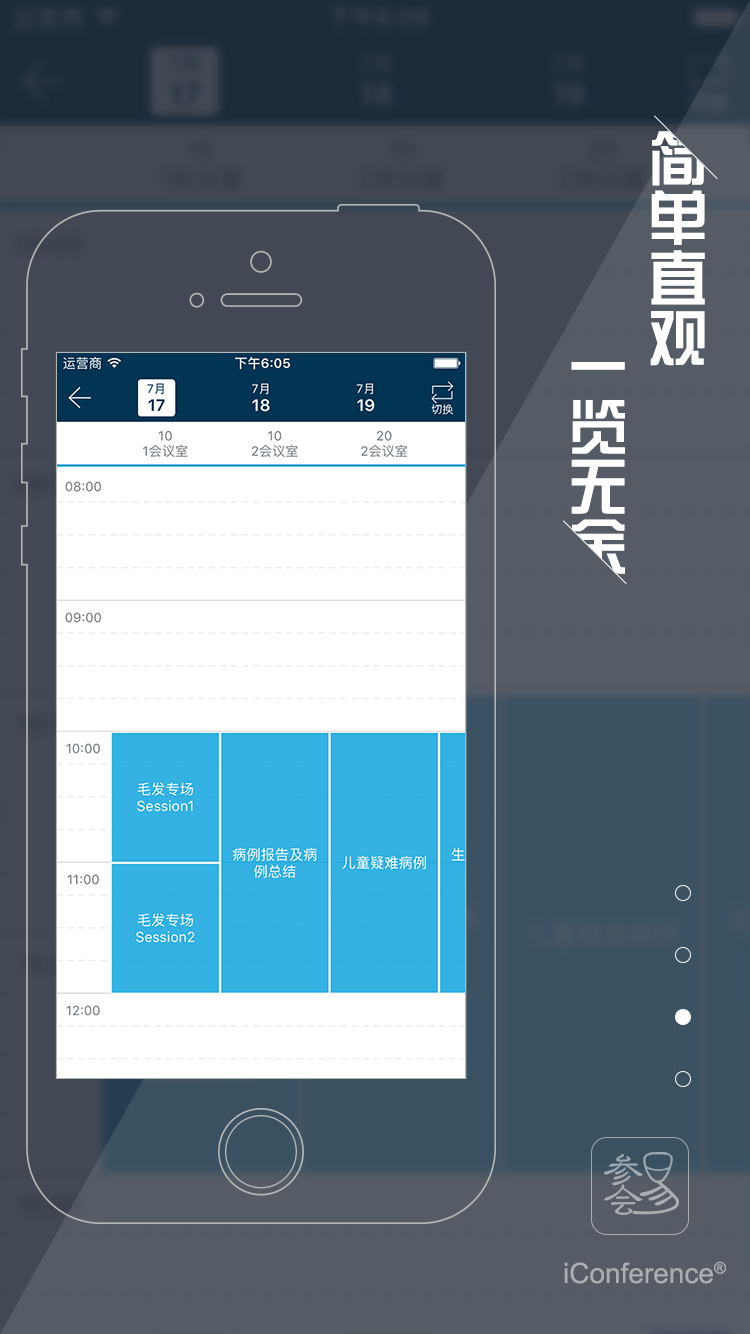 简单直观
一览无余
运营商
下午6:05
7月
17
7月
18
7月
19
切换
10
1会议室
10
2会议室
20
2会议室
08:00
09:00
10:00
毛发专场
Session1
病例报告及病
例总结
儿童疑难病例
生
11:00
毛发专场
Session2
12:00
参会易
iConference®